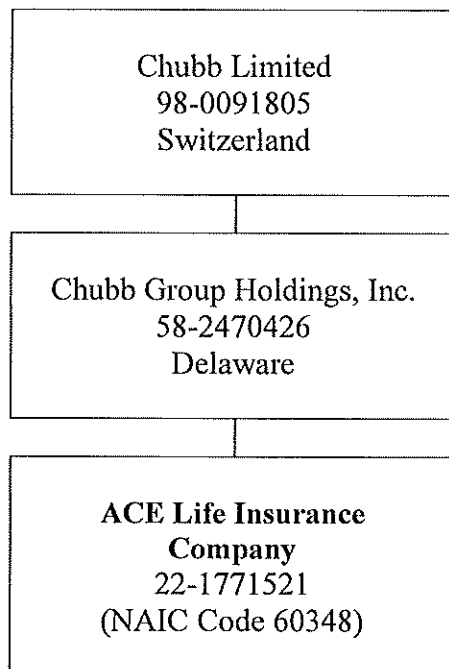 Chubb Limited
98-0091805
Switzerland
Chubb Group Holdings, Inc.
58-2470426
Delaware
ACE Life Insurance
Company
22-1771521
(NAIC Code 60348)